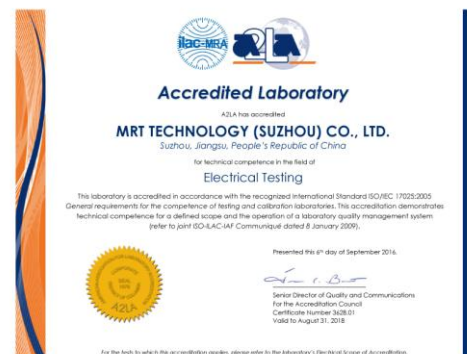 ilac-MRA
A2LA
Accredited Laboratory
A2LA has accredited
MRT TECHNOLOGY (SUZHOU) CO., LTD.
Suzhou, Jiangsu, People's Republic of China
for technical competence in the field of
Electrical Testing
This laboratory is accredited in accordance with the recognized International Standard ISO/IEC 17025:2005
General requirements for the competence of testing and calibration laboratories. This accreditation demonstrates
technical competence for a defined scope and the operation of a laboratory quality management system
(refer to joint ISO-ILAC-IAF Communiqué dated 8 January 2009).
Presented this 6th day of September 2016.
Senior Director of Quality and Communications
For the Accreditation Council
Certificate Number 3628.01
Valid to August 31, 2018
SEAL
1978
A2LA
For the tests to which this accreditation applies, please refer to the laboratory's Electrical Scope of Accreditation.